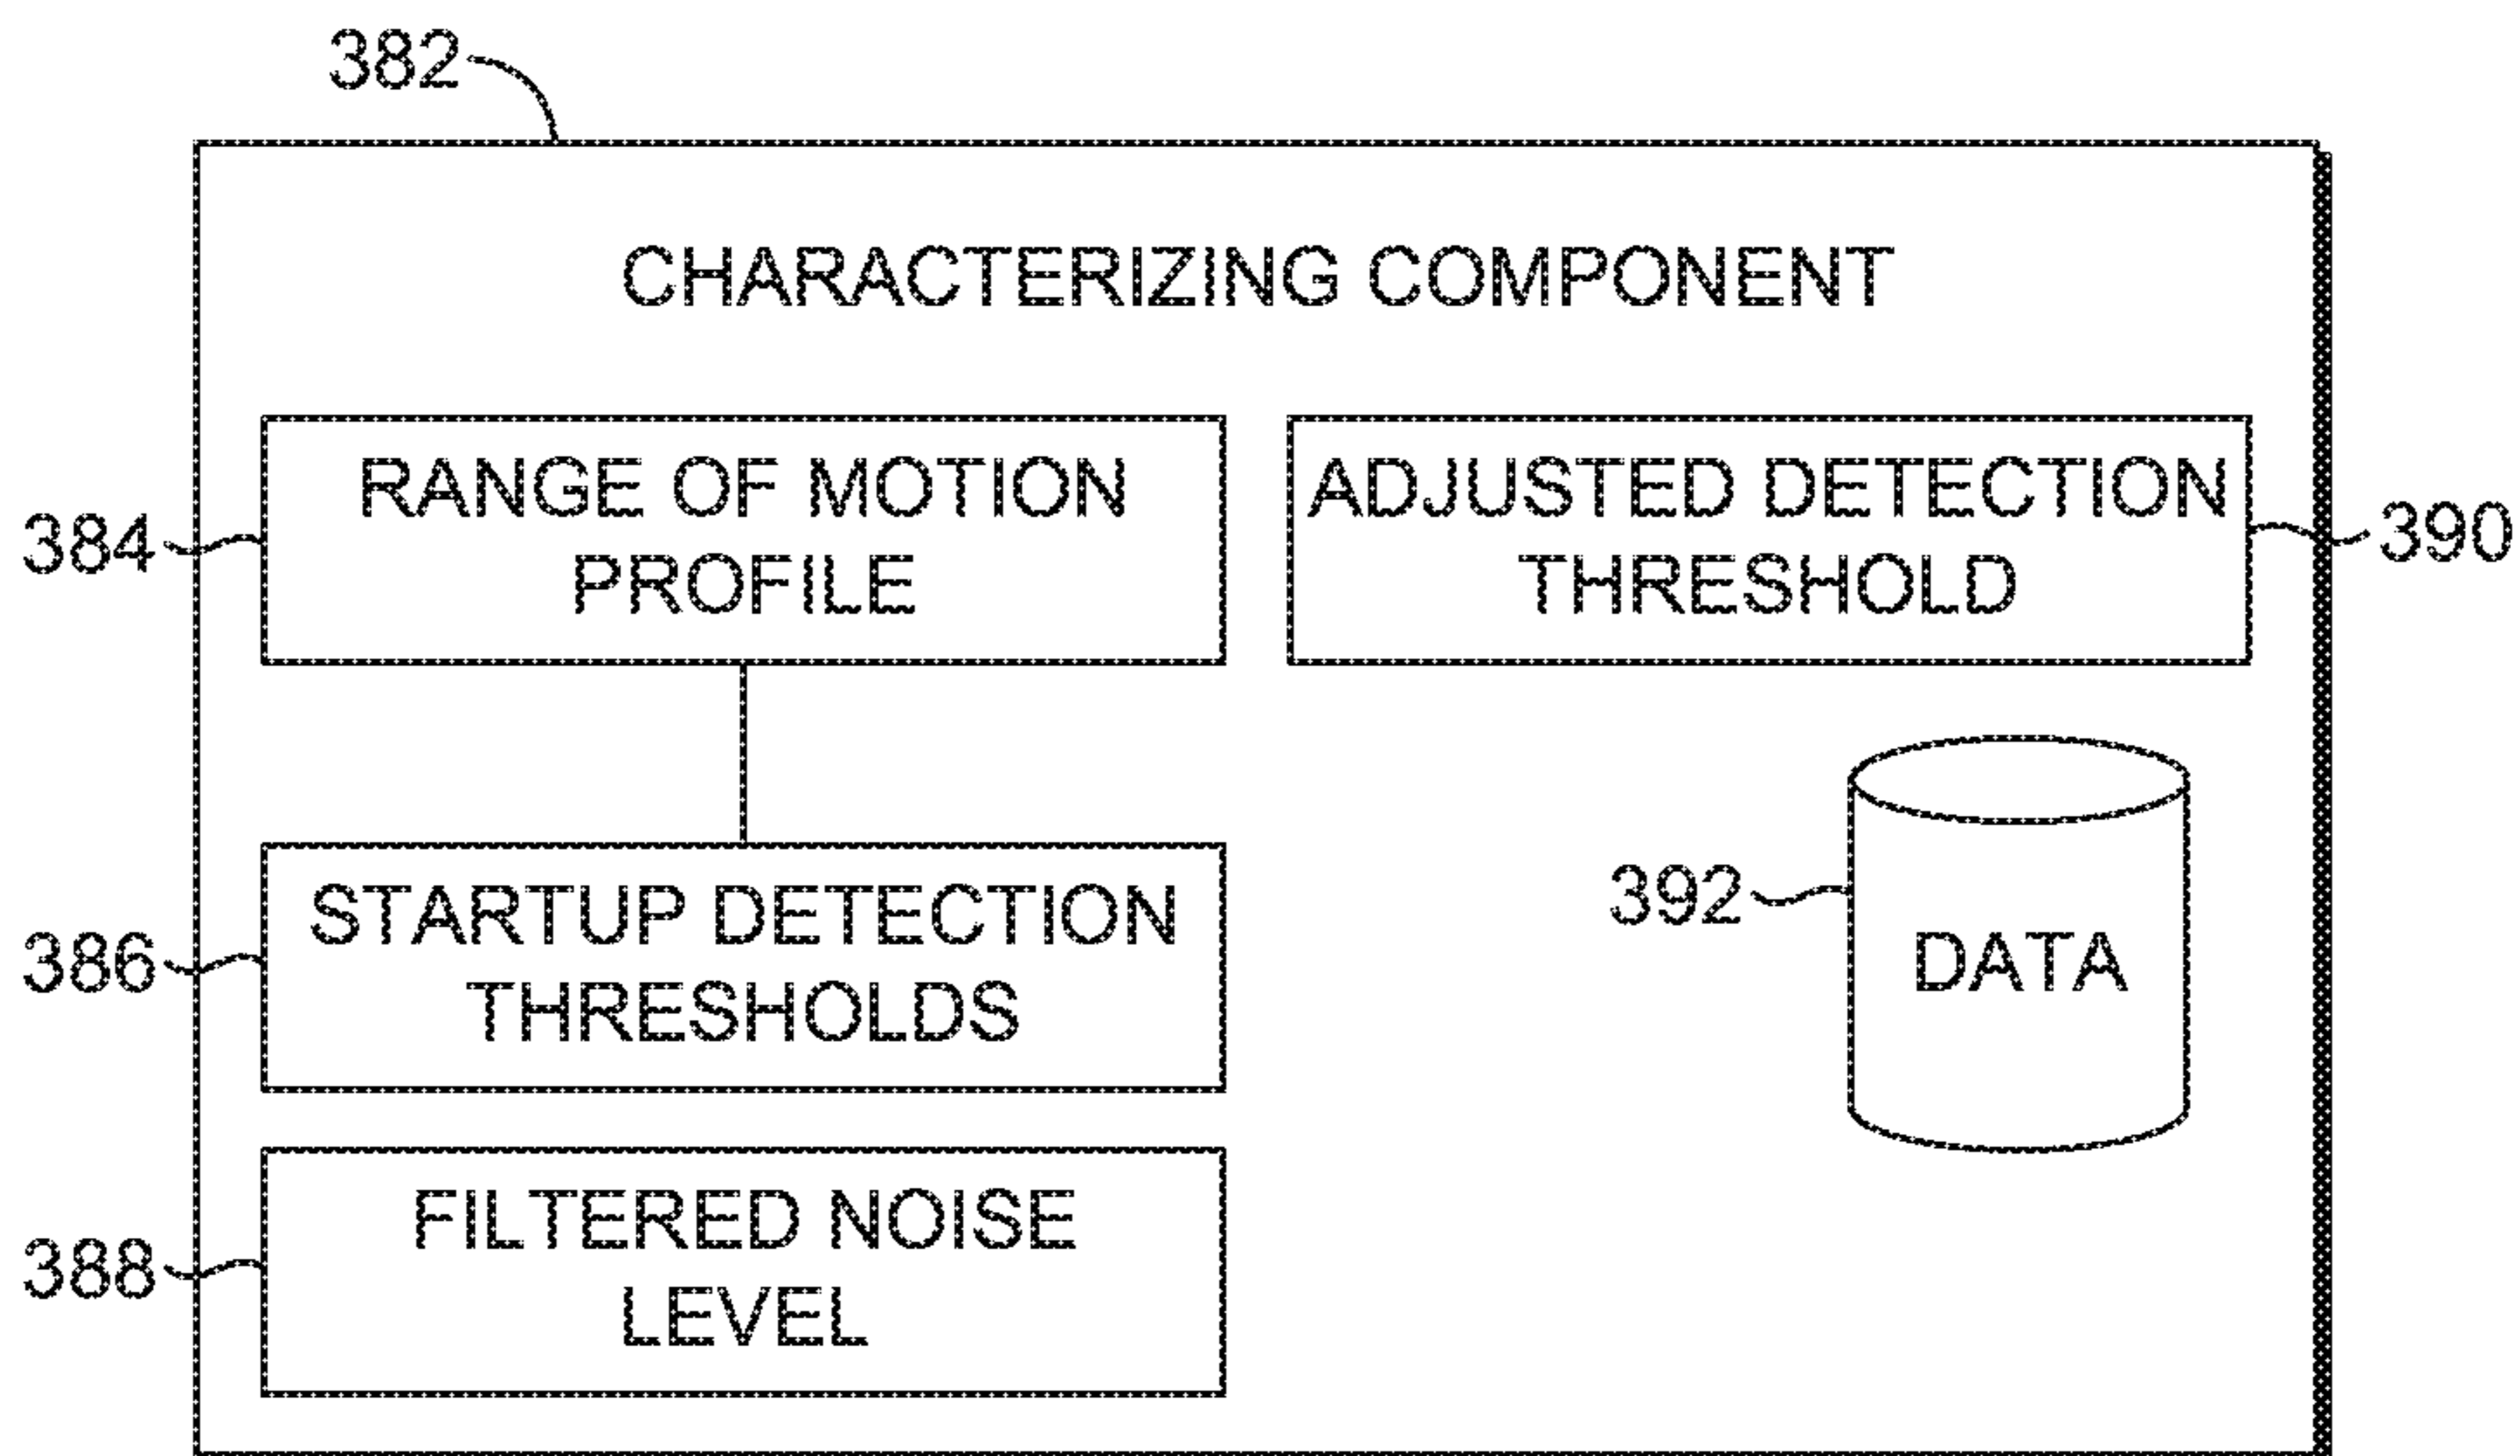 382
CHARACTERIZING COMPONENT
384
RANGE OF MOTION
PROFILE
ADJUSTED DETECTION
THRESHOLD
390
386
STARTUP DETECTION
THRESHOLDS
392
DATA
388
FILTERED NOISE
LEVEL